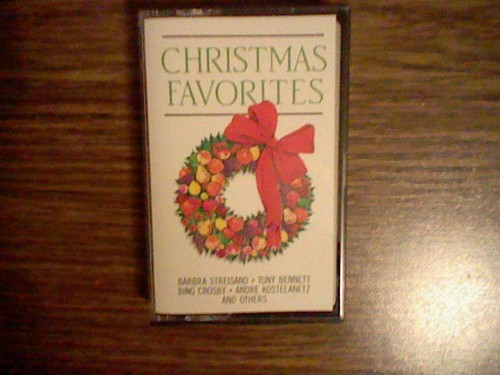 CHRISTMAS
FAVORITES
BARBRA STREISAND • TONY BENNETT
BING CROSBY • ANDRE KOSTELANETZ
AND OTHERS